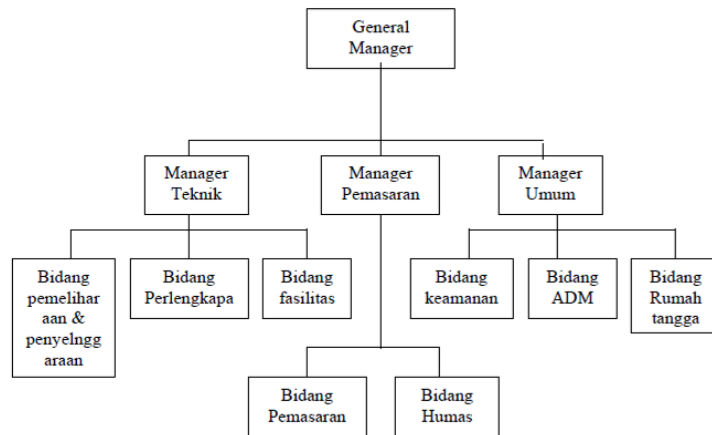 General
Manager
Manager
Teknik
Manager
Pemasaran
Manager
Umum
Bidang
pemelihar
aan &
penyelngg
araan
Bidang
Perlengkapa
Bidang
fasilitas
Bidang
keamanan
Bidang
ADM
Bidang
Rumah
tangga
Bidang
Pemasaran
Bidang
Humas